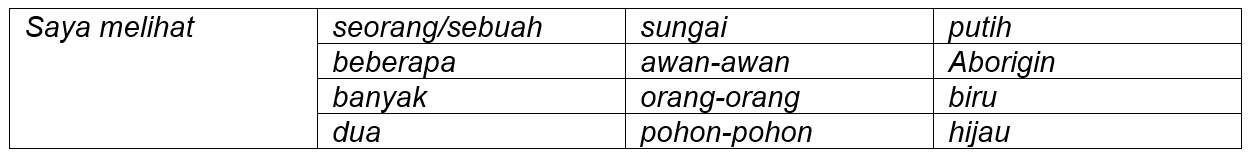 Saya melihat seorang/sebuah sungai putih
beberapa awan-awan Aborigin
banyak orang-orang biru
dua pohon-pohon hijau